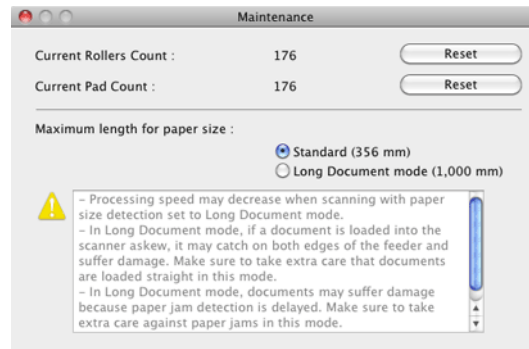 Maintenance
Current Rollers Count : 176 Reset
Current Pad Count : 176 Reset
Maximum length for paper size :
Standard (356 mm)
Long Document mode (1,000 mm)
– Processing speed may decrease when scanning with paper
size detection set to Long Document mode.
– In Long Document mode, if a document is loaded into the
scanner askew, it may catch on both edges of the feeder and
suffer damage. Make sure to take extra care that documents
are loaded straight in this mode.
– In Long Document mode, documents may suffer damage
because paper jam detection is delayed. Make sure to take
extra care against paper jams in this mode.